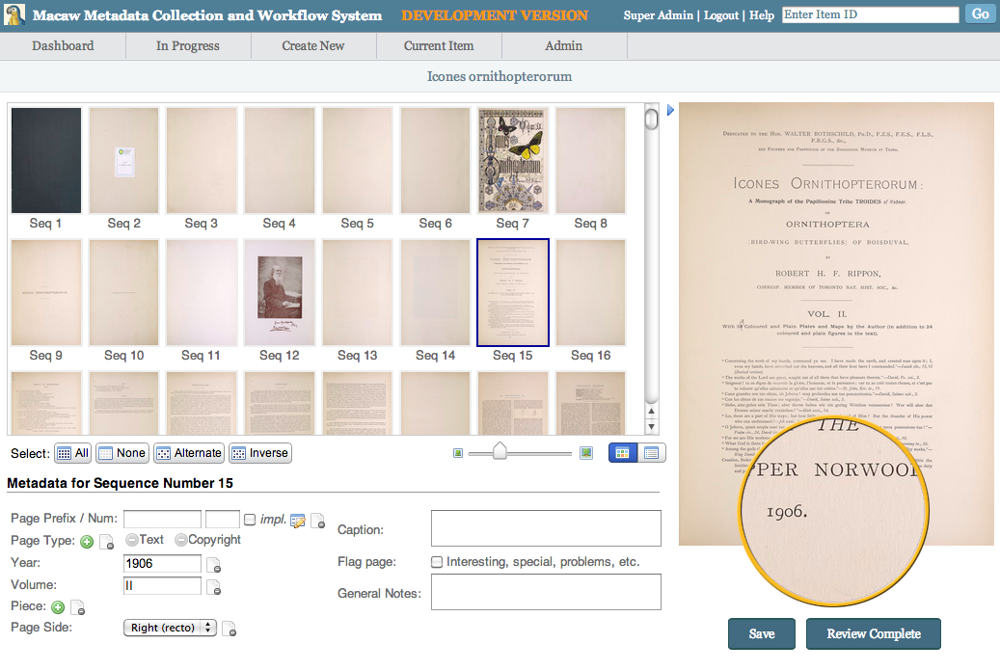 Macaw Metadata Collection and Workflow System DEVELOPMENT VERSION Super Admin | Logout | Help Enter Item ID Go
Dashboard In Progress Create New Current Item Admin
Icones ornithopterorum
Seq 1 Seq 2 Seq 3 Seq 4 Seq 5 Seq 6 Seq 7 Seq 8
Seq 9 Seq 10 Seq 11 Seq 12 Seq 13 Seq 14 Seq 15 Seq 16
Select: All None Alternate Inverse
Metadata for Sequence Number 15
Page Prefix / Num: impl.
Page Type: Text Copyright
Year: 1906
Volume: II
Piece:
Page Side: Right (recto)
Caption:
Flag page: Interesting, special, problems, etc.
General Notes:
DEDICATED TO THE HON. WALTER ROTHSCHILD, PH.D., F.Z.S., F.E.S., F.L.S.,
F.R.G.S., &c.,
AND FOUNDER AND PROPRIETOR OF THE ZOOLOGICAL MUSEUM AT TRING.
ICONES ORNITHOPTERORUM:
A Monograph of the Papilionine Tribe TROIDES of Hubner,
OR
ORNITHOPTERA
[BIRD-WING BUTTERFLIES] OF BOISDUVAL,
BY
ROBERT H. F. RIPPON,
CORRESP. MEMBER OF TORONTO NAT. HIST. SOC., &c.
VOL. II.
Coloured and Plain Plates and Maps by the Author (in addition to 24
coloured and plain figures in the text).
THE
PPER NORWOO
1906.
Save Review Complete